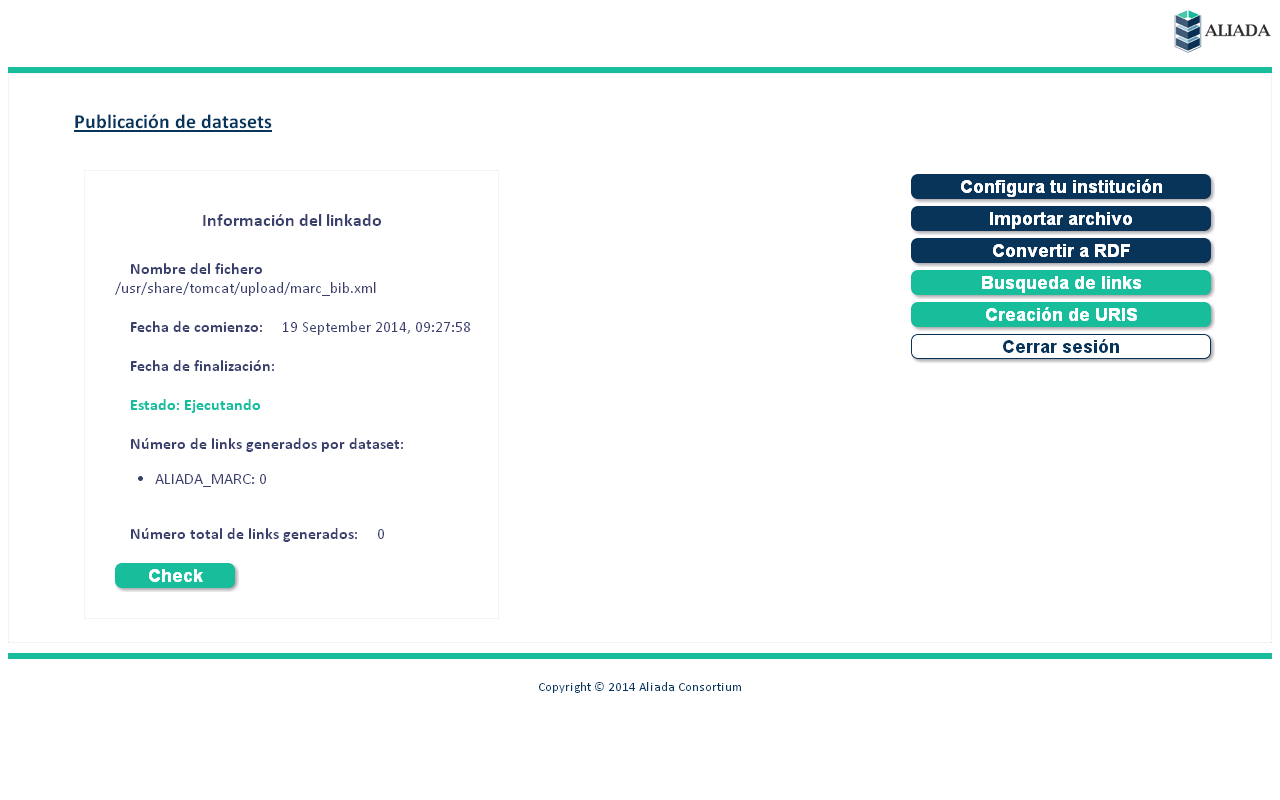 ALIADA
Publicación de datasets
Información del linkado
Nombre del fichero
/usr/share/tomcat/upload/marc_bib.xml
Fecha de comienzo: 19 September 2014, 09:27:58
Fecha de finalización:
Estado: Ejecutando
Número de links generados por dataset:
• ALIADA_MARC: 0
Número total de links generados: 0
Check
Configura tu institución
Importar archivo
Convertir a RDF
Busqueda de links
Creación de URIS
Cerrar sesión
Copyright © 2014 Aliada Consortium